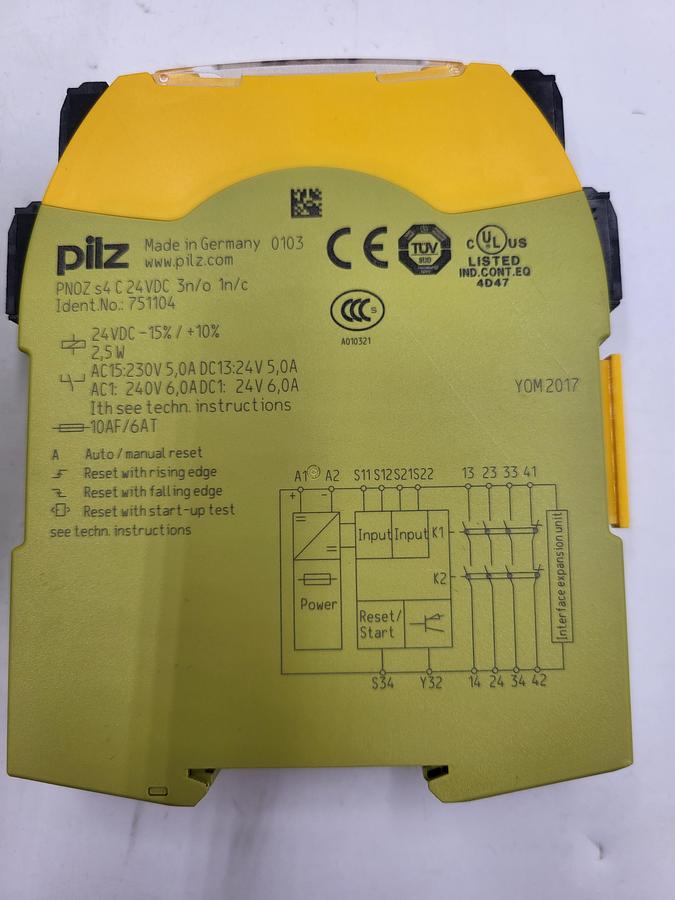 pilz Made in Germany 0103
www.pilz.com
PNOZ s4 C 24VDC 3n/o 1n/c
Ident.No.: 751104
CE
TÜV
SÜD
C UL US
LISTED
IND.CONT.EQ
4D47
CCC S
A010321
24VDC -15% / +10%
2,5 W
AC15:230V 5,0A DC13:24V 5,0A
AC1: 240V 6,0A DC1: 24V 6,0A
Ith see techn. instructions
10AF/6AT
YOM 2017
A Auto / manual reset
Reset with rising edge
Reset with falling edge
Reset with start-up test
see techn. instructions
A1 A2 S11 S12 S21 S22 13 23 33 41
+
Input Input K1
K2
Power
Reset/
Start
Interface expansion unit
S34 Y32 14 24 34 42